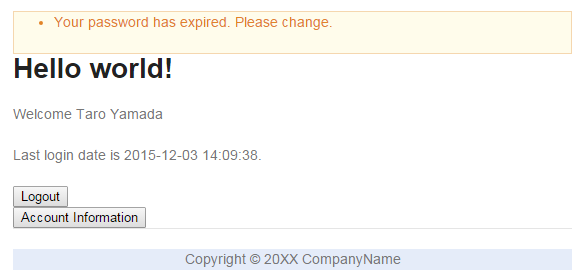 Your password has expired. Please change.
Hello world!
Welcome Taro Yamada
Last login date is 2015-12-03 14:09:38.
Logout
Account Information
Copyright © 20XX CompanyName